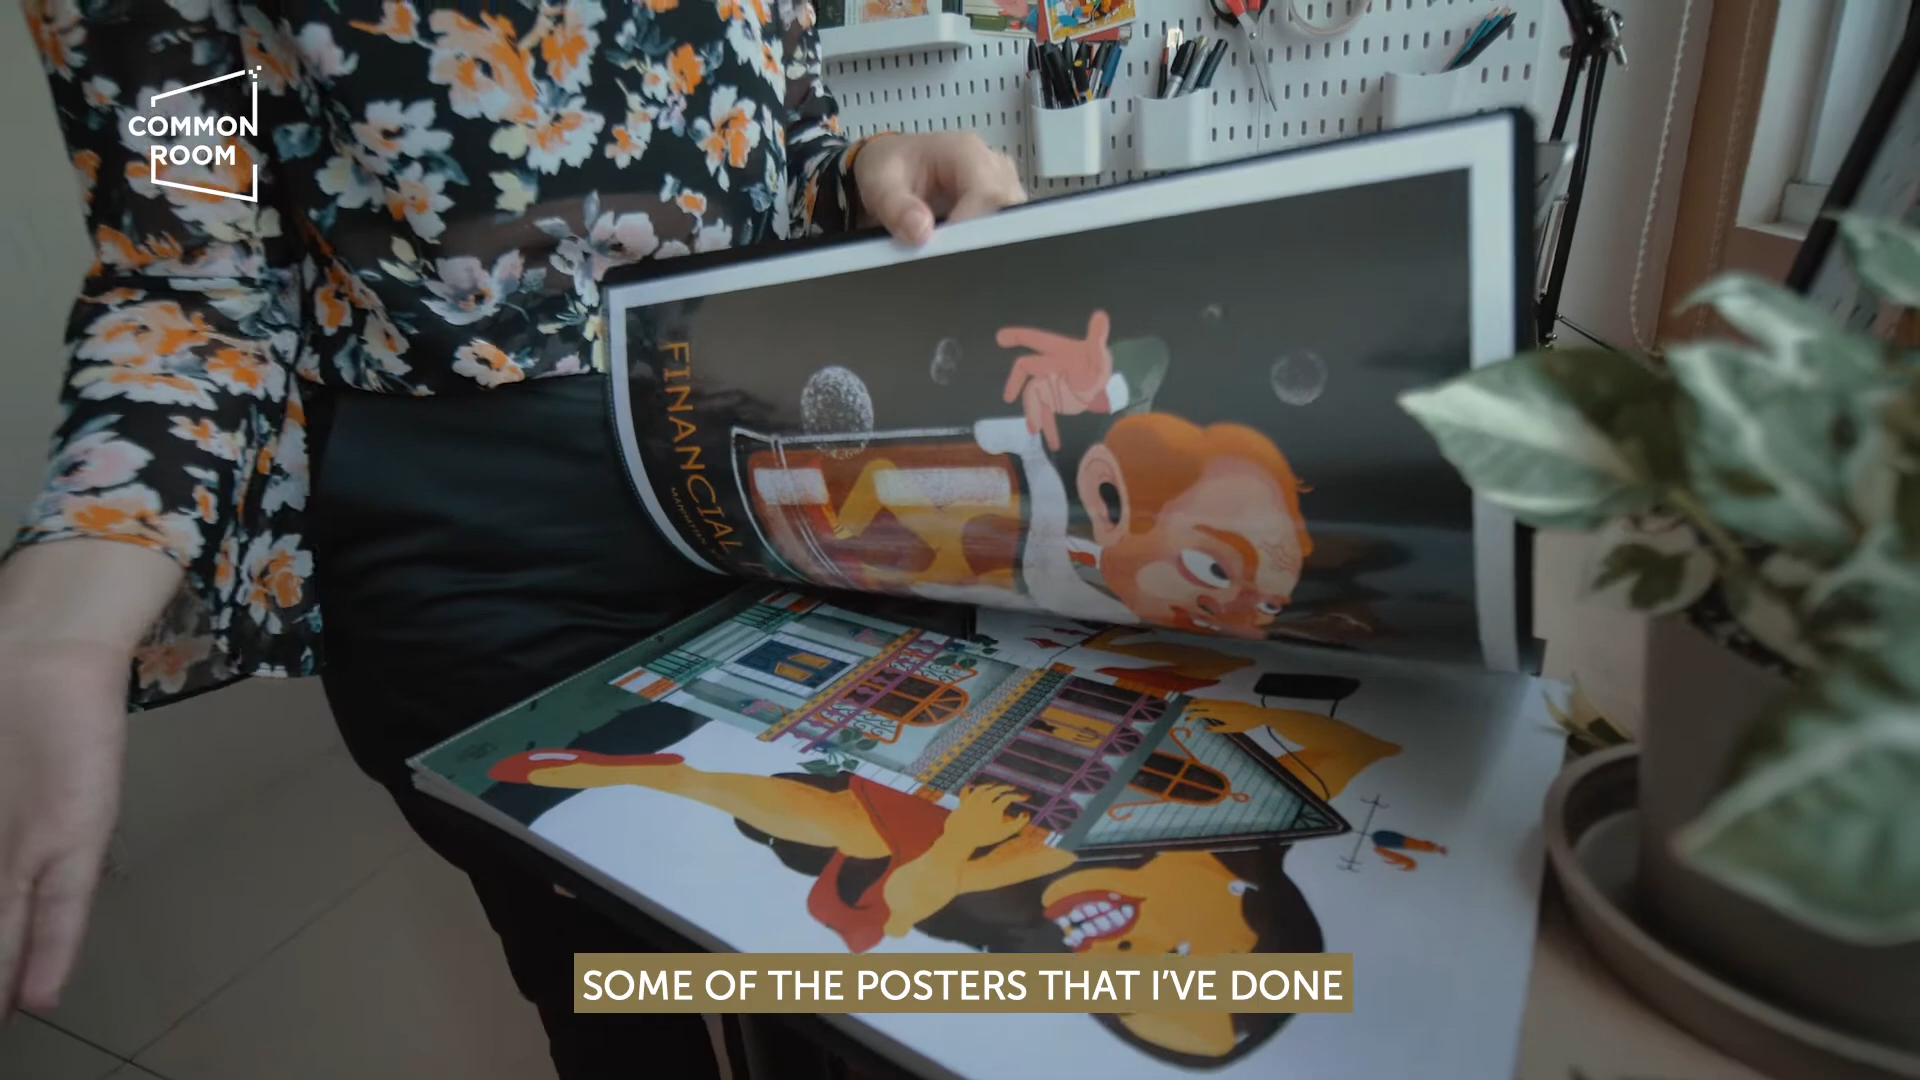 COMMON
ROOM
FINANCIAL
SOME OF THE POSTERS THAT I'VE DONE